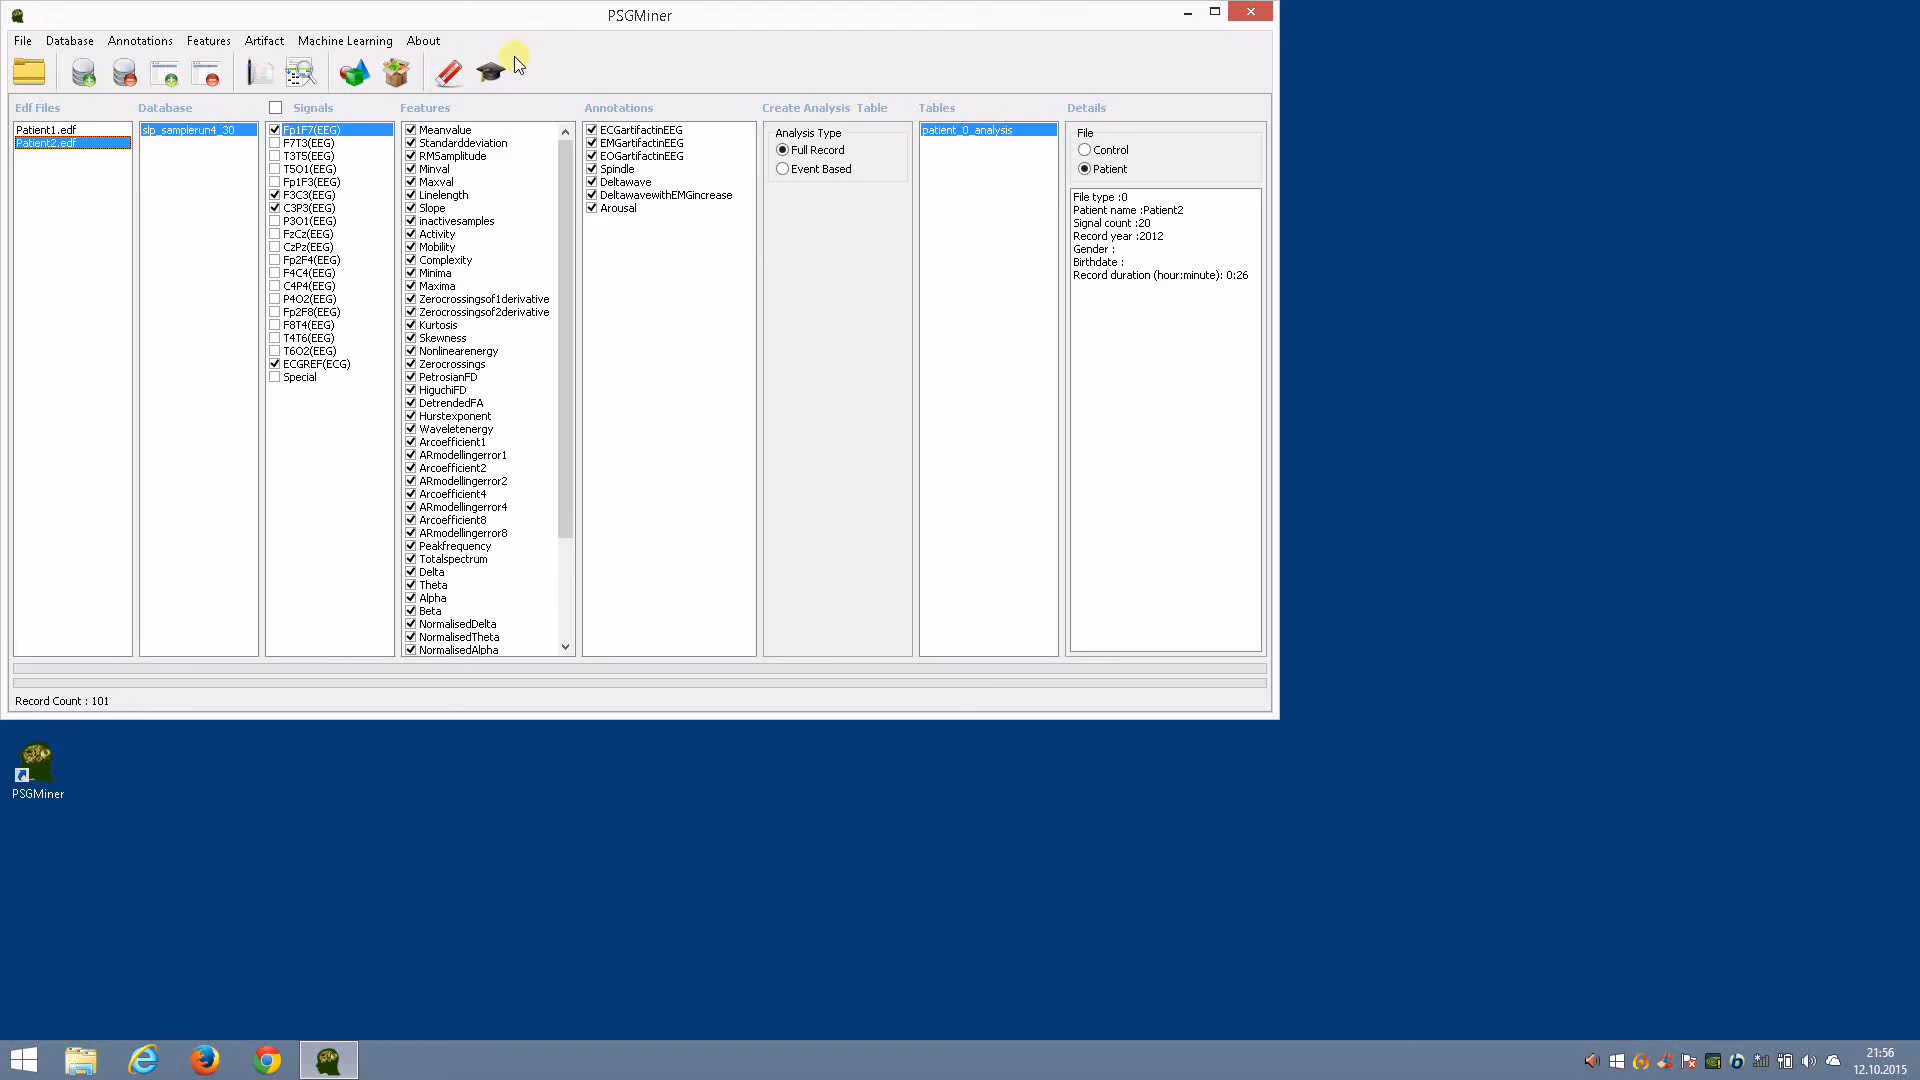 PSGMiner
File Database Annotations Features Artifact Machine Learning About
Edf Files Database Signals Features Annotations Create Analysis Table Tables Details
Patient1.edf
Patient2.edf
slp_samplerun4_30
Fp1F7(EEG)
F7T3(EEG)
T3T5(EEG)
T5O1(EEG)
Fp1F3(EEG)
F3C3(EEG)
C3P3(EEG)
P3O1(EEG)
FzCz(EEG)
CzPz(EEG)
Fp2F4(EEG)
F4C4(EEG)
C4P4(EEG)
P4O2(EEG)
Fp2F8(EEG)
F8T4(EEG)
T4T6(EEG)
T6O2(EEG)
ECGREF(ECG)
Special
Meanvalue
Standarddeviation
RMSamplitude
Minval
Maxval
Linelength
Slope
inactivesamples
Activity
Mobility
Complexity
Minima
Maxima
Zerocrossingsof1derivative
Zerocrossingsof2derivative
Kurtosis
Skewness
Nonlinearenergy
Zerocrossings
PetrosianFD
HiguchiFD
DetrendedFA
Hurstexponent
Waveletenergy
Arcoefficient1
ARmodellingerror1
Arcoefficient2
ARmodellingerror2
Arcoefficient4
ARmodellingerror4
Arcoefficient8
ARmodellingerror8
Peakfrequency
Totalspectrum
Delta
Theta
Alpha
Beta
NormalisedDelta
NormalisedTheta
NormalisedAlpha
ECGartifactinEEG
EMGartifactinEEG
EOGartifactinEEG
Spindle
Deltawave
DeltawavewithEMGincrease
Arousal
Analysis Type
Full Record
Event Based
patient_0_analysis
File
Control
Patient
File type :0
Patient name :Patient2
Signal count :20
Record year :2012
Gender :
Birthdate :
Record duration (hour:minute): 0:26
Record Count : 101
PSGMiner
21:56
12.10.2015